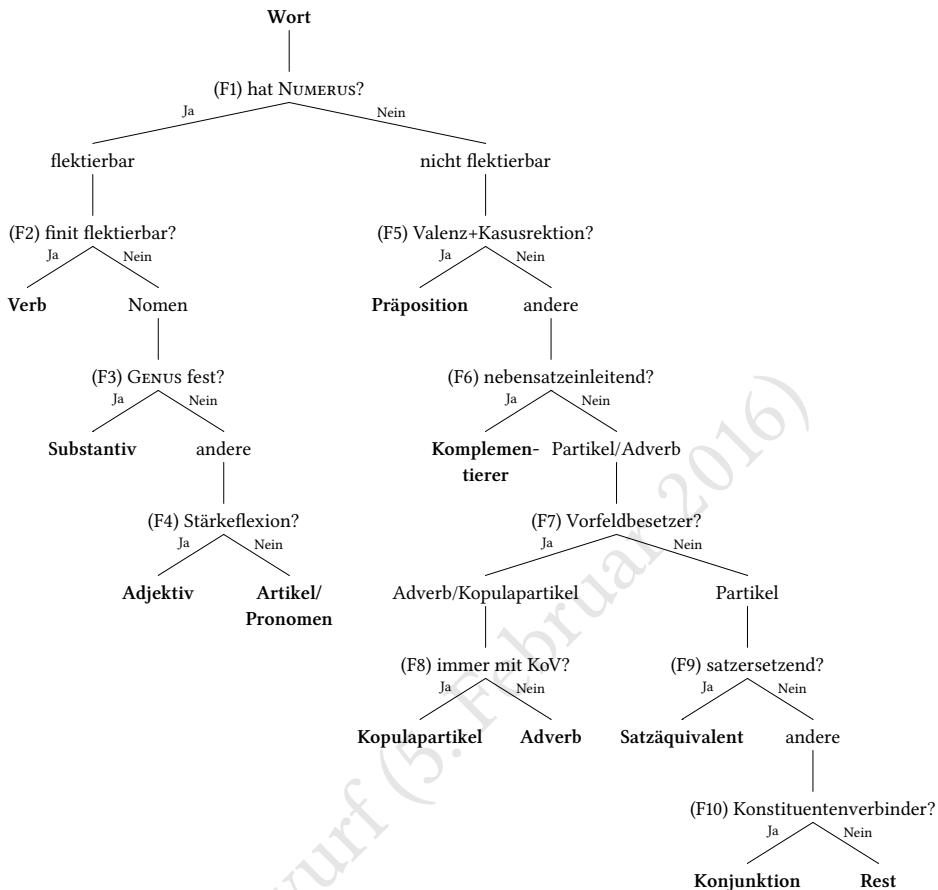 Wort
(F1) hat Numerus?
Ja Nein
flektierbar nicht flektierbar
(F2) finit flektierbar? (F5) Valenz+Kasusrektion?
Ja Nein Ja Nein
Verb Nomen Präposition andere
(F3) Genus fest? (F6) nebensatzeinleitend?
Ja Nein Ja Nein
Substantiv andere Komplemen-
tierer Partikel/Adverb
(F4) Stärkeflexion? (F7) Vorfeldbesetzer?
Ja Nein Ja Nein
Adjektiv Artikel/
Pronomen Adverb/Kopulapartikel Partikel
(F8) immer mit KoV? (F9) satzersetzend?
Ja Nein Ja Nein
Kopulapartikel Adverb Satzäquivalent andere
(F10) Konstituentenverbinder?
Ja Nein
Konjunktion Rest
wurf (5. Februar 2016)